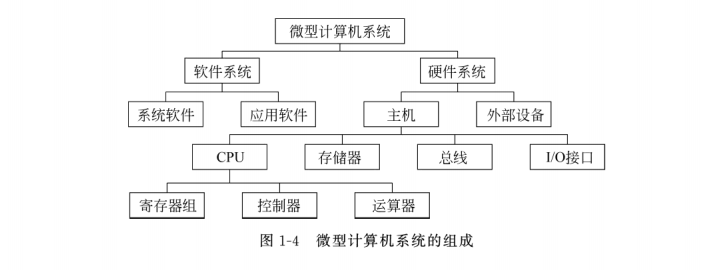 微型计算机系统
软件系统 硬件系统
系统软件 应用软件 主机 外部设备
CPU 存储器 总线 I/O接口
寄存器组 控制器 运算器
图 1-4 微型计算机系统的组成